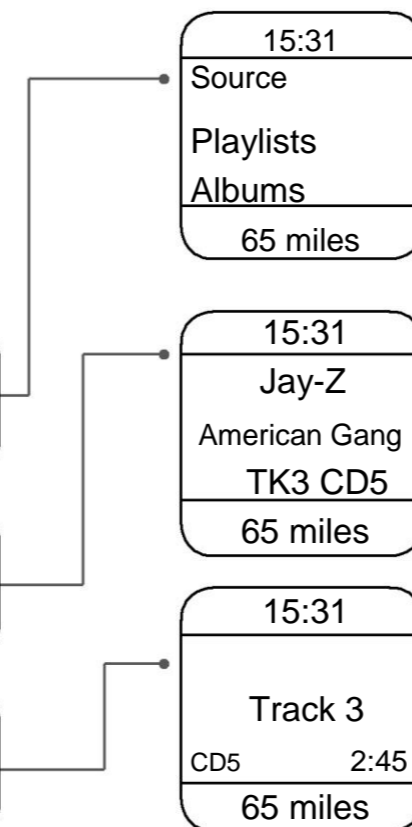 15:31
Source
Playlists
Albums
65 miles
15:31
Jay-Z
American Gang
TK3 CD5
65 miles
15:31
Track 3
CD5 2:45
65 miles